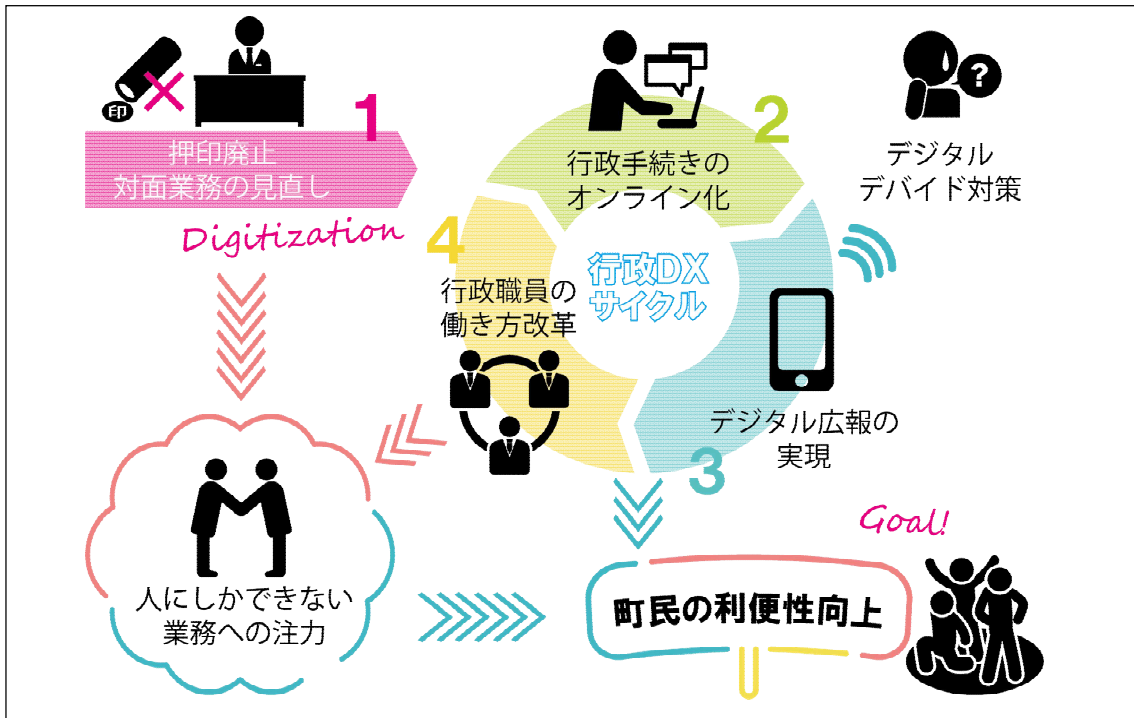 印
1
押印廃止
対面業務の見直し
Digitization
2
行政手続きの
オンライン化
?
デジタル
デバイド対策
行政DX
サイクル
4
行政職員の
働き方改革
デジタル広報の
実現
3
人にしかできない
業務への注力
Goal!
町民の利便性向上